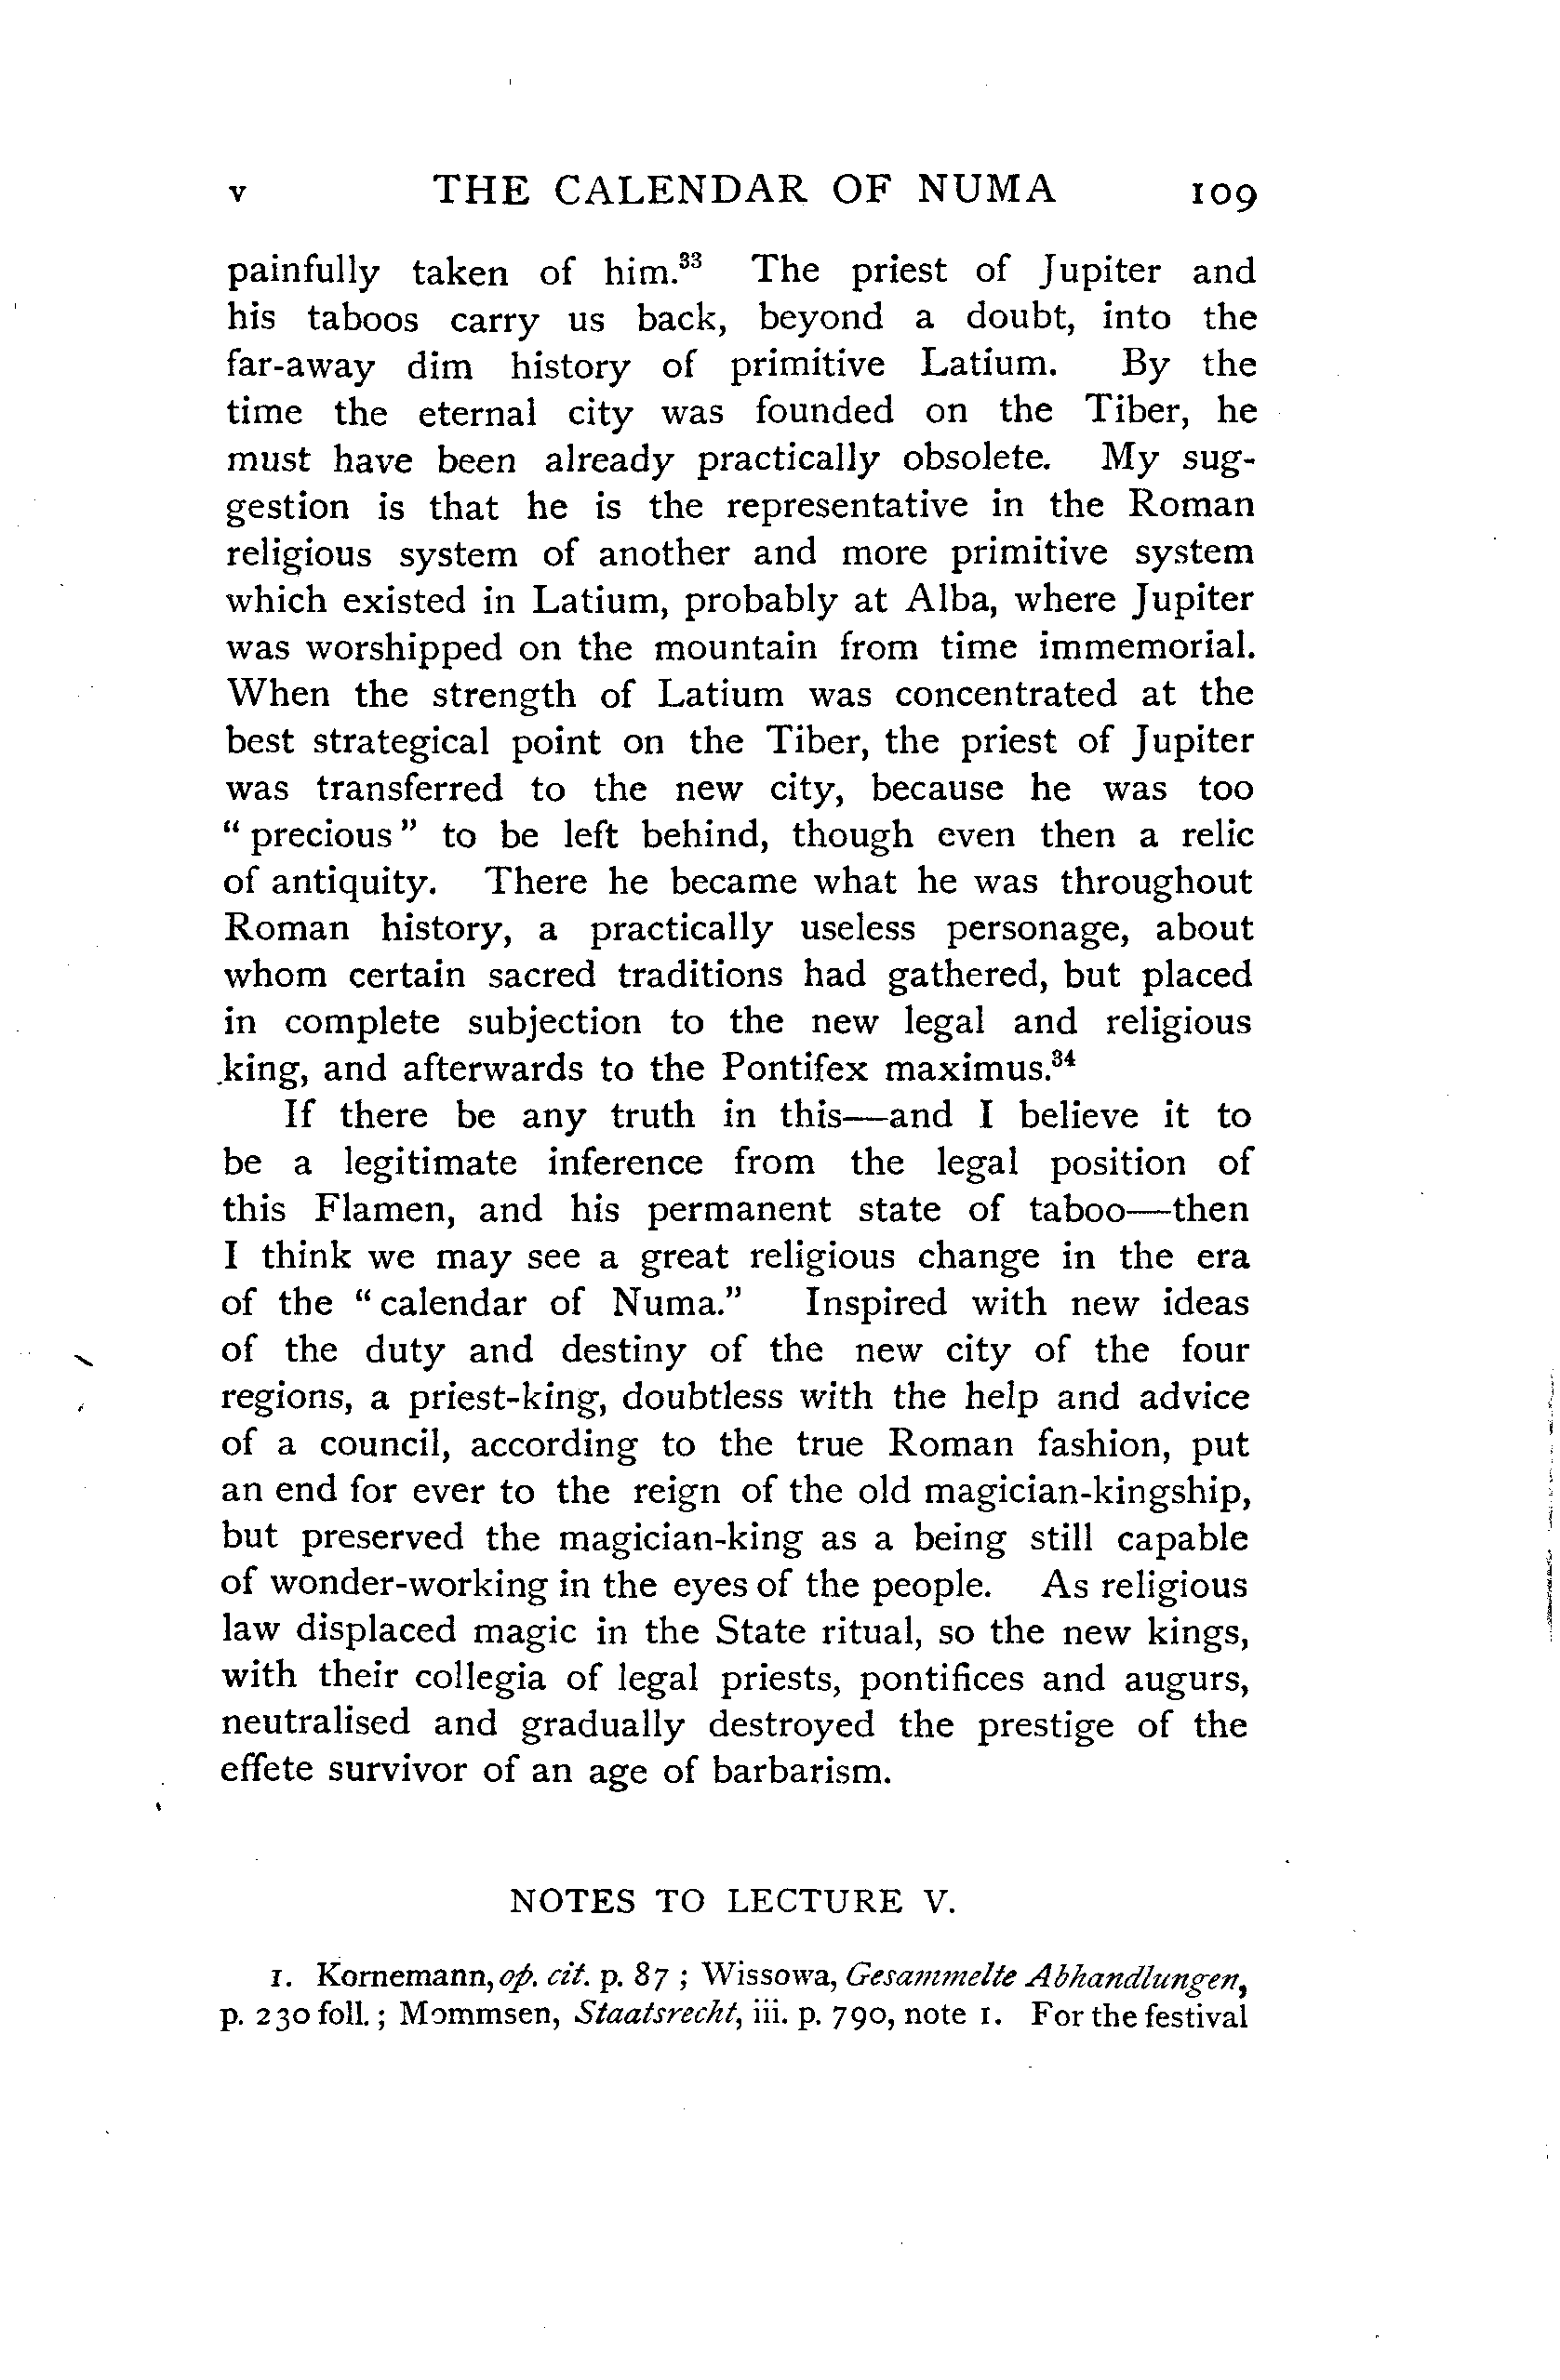 v THE CALENDAR OF NUMA 109
painfully taken of him.³³ The priest of Jupiter and
his taboos carry us back, beyond a doubt, into the
far-away dim history of primitive Latium. By the
time the eternal city was founded on the Tiber, he
must have been already practically obsolete. My sug-
gestion is that he is the representative in the Roman
religious system of another and more primitive system
which existed in Latium, probably at Alba, where Jupiter
was worshipped on the mountain from time immemorial.
When the strength of Latium was concentrated at the
best strategical point on the Tiber, the priest of Jupiter
was transferred to the new city, because he was too
“precious” to be left behind, though even then a relic
of antiquity. There he became what he was throughout
Roman history, a practically useless personage, about
whom certain sacred traditions had gathered, but placed
in complete subjection to the new legal and religious
king, and afterwards to the Pontifex maximus.³⁴
If there be any truth in this—and I believe it to
be a legitimate inference from the legal position of
this Flamen, and his permanent state of taboo—then
I think we may see a great religious change in the era
of the “calendar of Numa.” Inspired with new ideas
of the duty and destiny of the new city of the four
regions, a priest-king, doubtless with the help and advice
of a council, according to the true Roman fashion, put
an end for ever to the reign of the old magician-kingship,
but preserved the magician-king as a being still capable
of wonder-working in the eyes of the people. As religious
law displaced magic in the State ritual, so the new kings,
with their collegia of legal priests, pontifices and augurs,
neutralised and gradually destroyed the prestige of the
effete survivor of an age of barbarism.
NOTES TO LECTURE V.
1. Kornemann, op. cit. p. 87 ; Wissowa, Gesammelte Abhandlungen,
p. 230 foll. ; Mommsen, Staatsrecht, iii. p. 790, note 1. For the festival